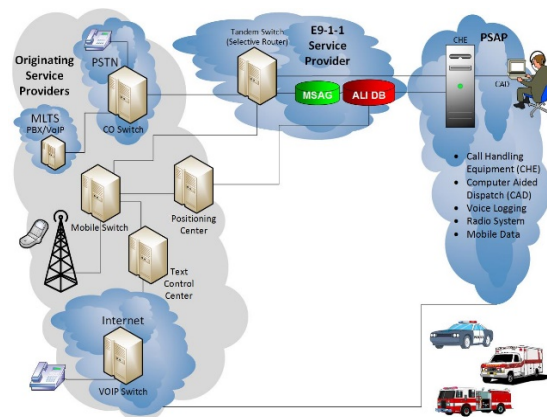 Originating
Service
Providers
PSTN
CO Switch
MLTS
PBX/VoIP
Mobile Switch
Positioning
Center
Text
Control
Center
Internet
VOIP Switch
Tandem Switch
(Selective Router)
E9-1-1
Service
Provider
MSAG
ALI DB
CHE
PSAP
CAD
• Call Handling
Equipment (CHE)
• Computer Aided
Dispatch (CAD)
• Voice Logging
• Radio System
• Mobile Data